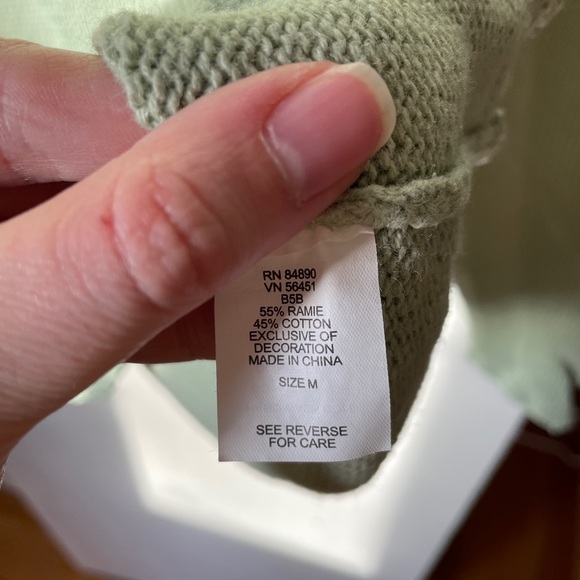 RN 84890
VN 56451
B5B
55% RAMIE
45% COTTON
EXCLUSIVE OF
DECORATION
MADE IN CHINA
SIZE M
SEE REVERSE
FOR CARE